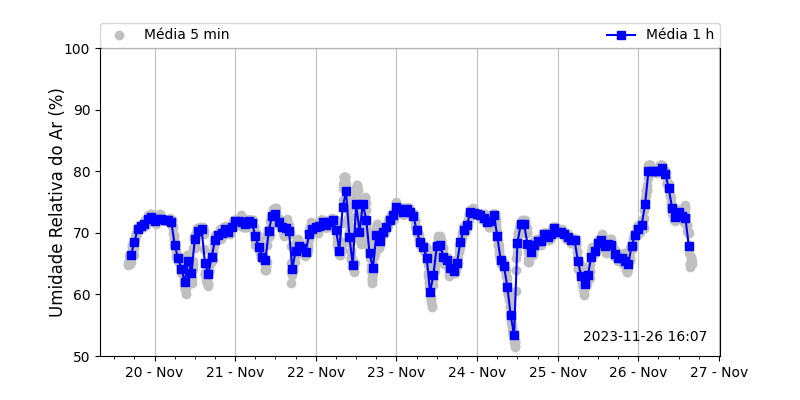 Média 5 min Média 1 h
Umidade Relativa do Ar (%)
100
90
80
70
60
50
2023-11-26 16:07
20 - Nov 21 - Nov 22 - Nov 23 - Nov 24 - Nov 25 - Nov 26 - Nov 27 - Nov